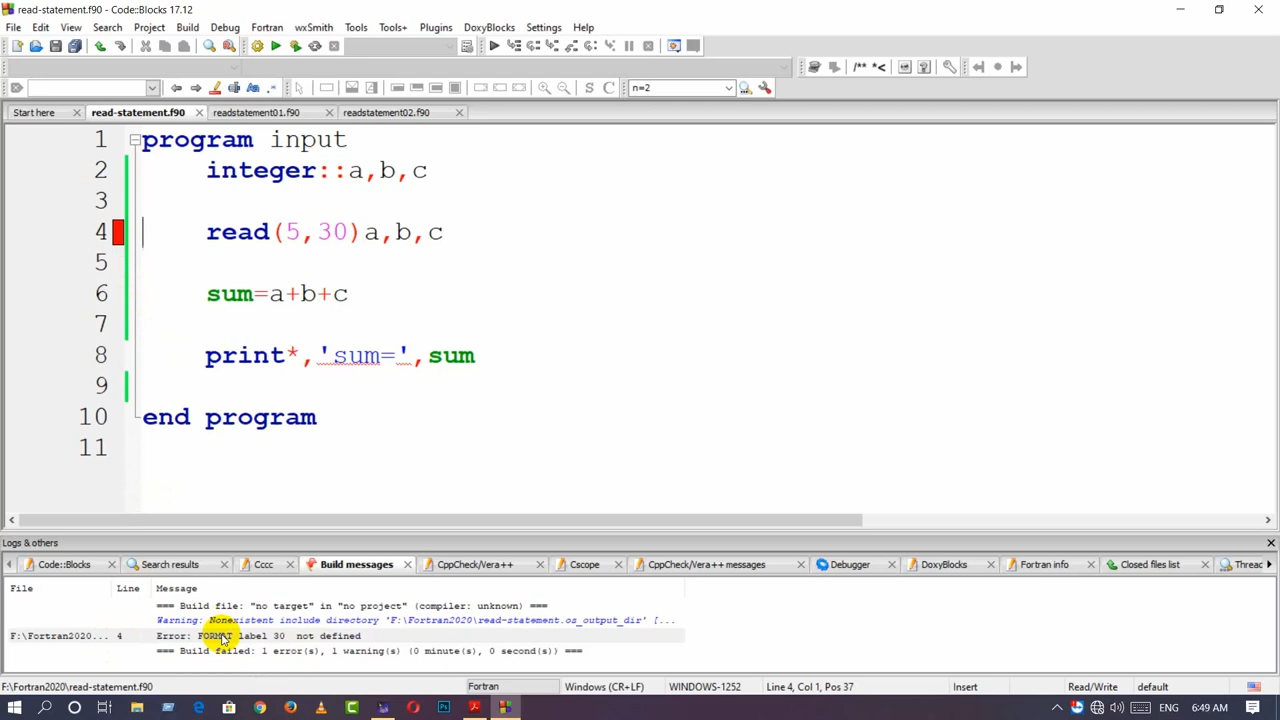 read-statement.f90 - Code::Blocks 17.12
File Edit View Search Project Build Debug Fortran wxSmith Tools Tools+ Plugins DoxyBlocks Settings Help
/** *<
S C n=2
Start here read-statement.f90 readstatement01.f90 readstatement02.f90
1 program input
2 integer::a,b,c
3
4 read(5,30)a,b,c
5
6 sum=a+b+c
7
8 print*,'sum=',sum
9
10 end program
11
Logs & others
Code::Blocks Search results Cccc Build messages CppCheck/Vera++ Cscope CppCheck/Vera++ messages Debugger DoxyBlocks Fortran info Closed files list Threa
File Line Message
=== Build file: "no target" in "no project" (compiler: unknown) ===
Warning: Nonexistent include directory 'F:\Fortran2020\read-statement.os_output_dir' [...
F:\Fortran2020... 4 Error: FORMAT label 30 not defined
=== Build failed: 1 error(s), 1 warning(s) (0 minute(s), 0 second(s)) ===
F:\Fortran2020\read-statement.f90 Fortran Windows (CR+LF) WINDOWS-1252 Line 4, Col 1, Pos 37 Insert Read/Write default
ENG 6:49 AM